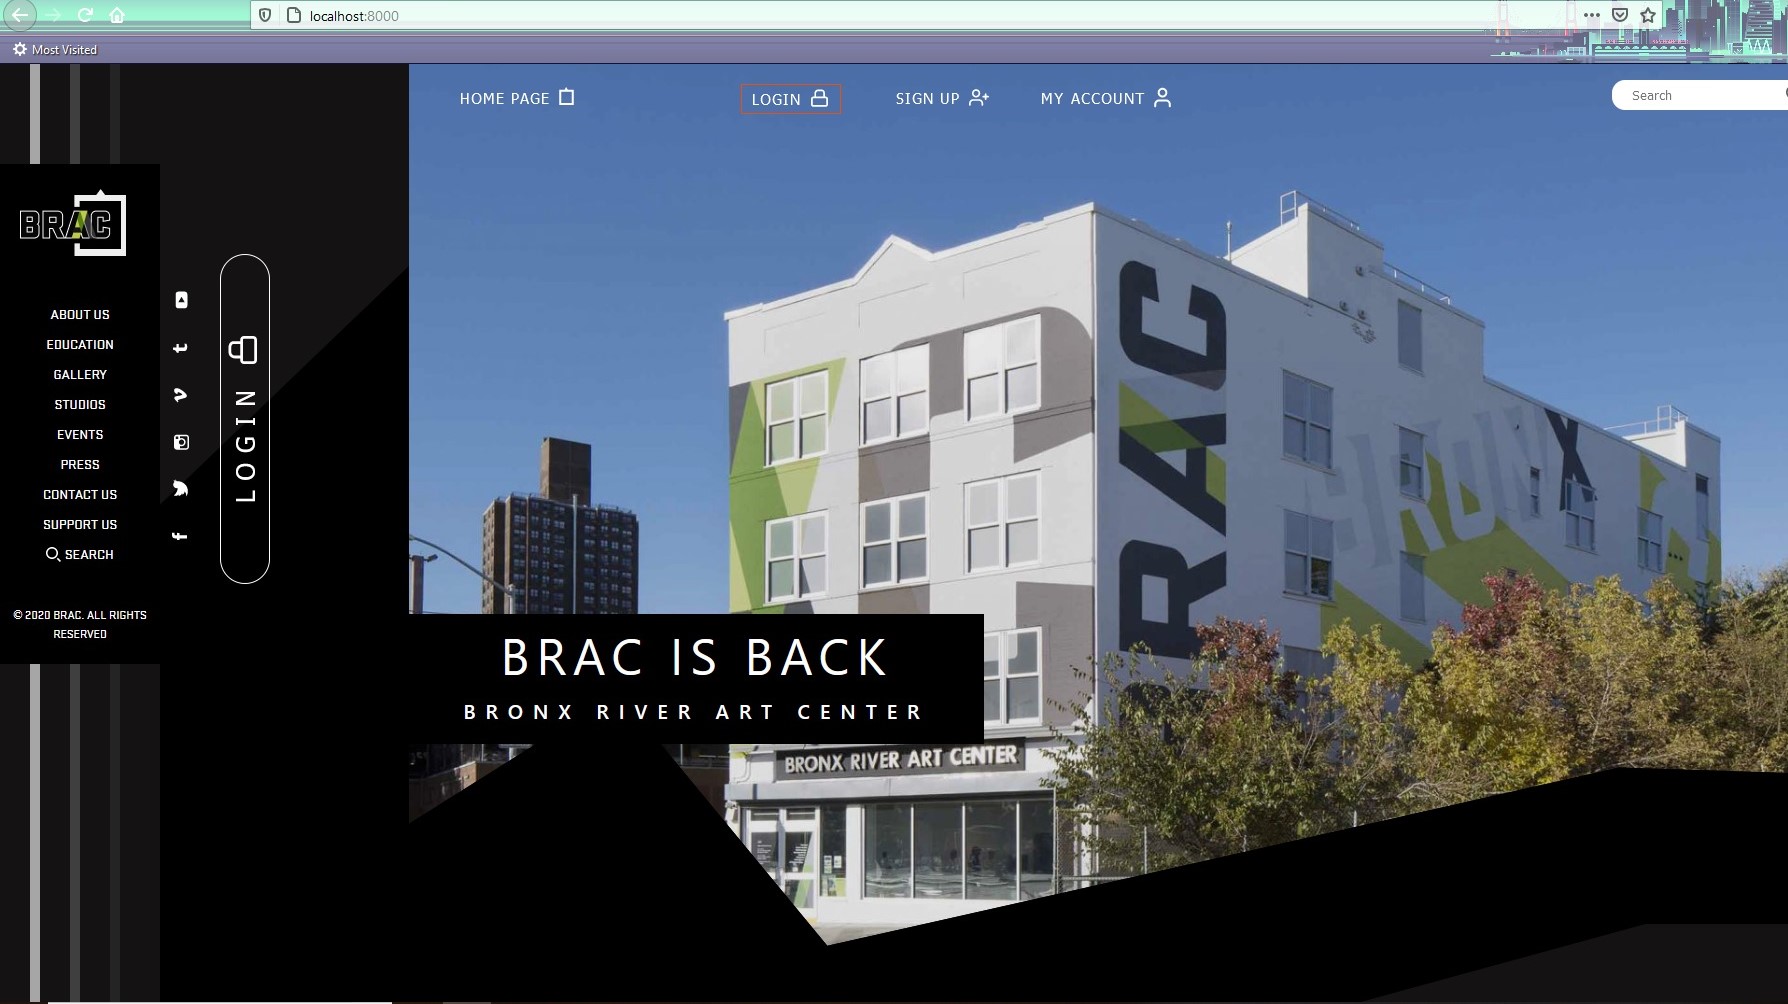 localhost:8000
Most Visited
HOME PAGE
LOGIN
SIGN UP
MY ACCOUNT
Search
BRAC
ABOUT US
EDUCATION
GALLERY
STUDIOS
EVENTS
PRESS
CONTACT US
SUPPORT US
SEARCH
© 2020 BRAC. ALL RIGHTS
RESERVED
LOGIN
BRAC
BRONX
BRAC IS BACK
BRONX RIVER ART CENTER
BRONX RIVER ART CENTER